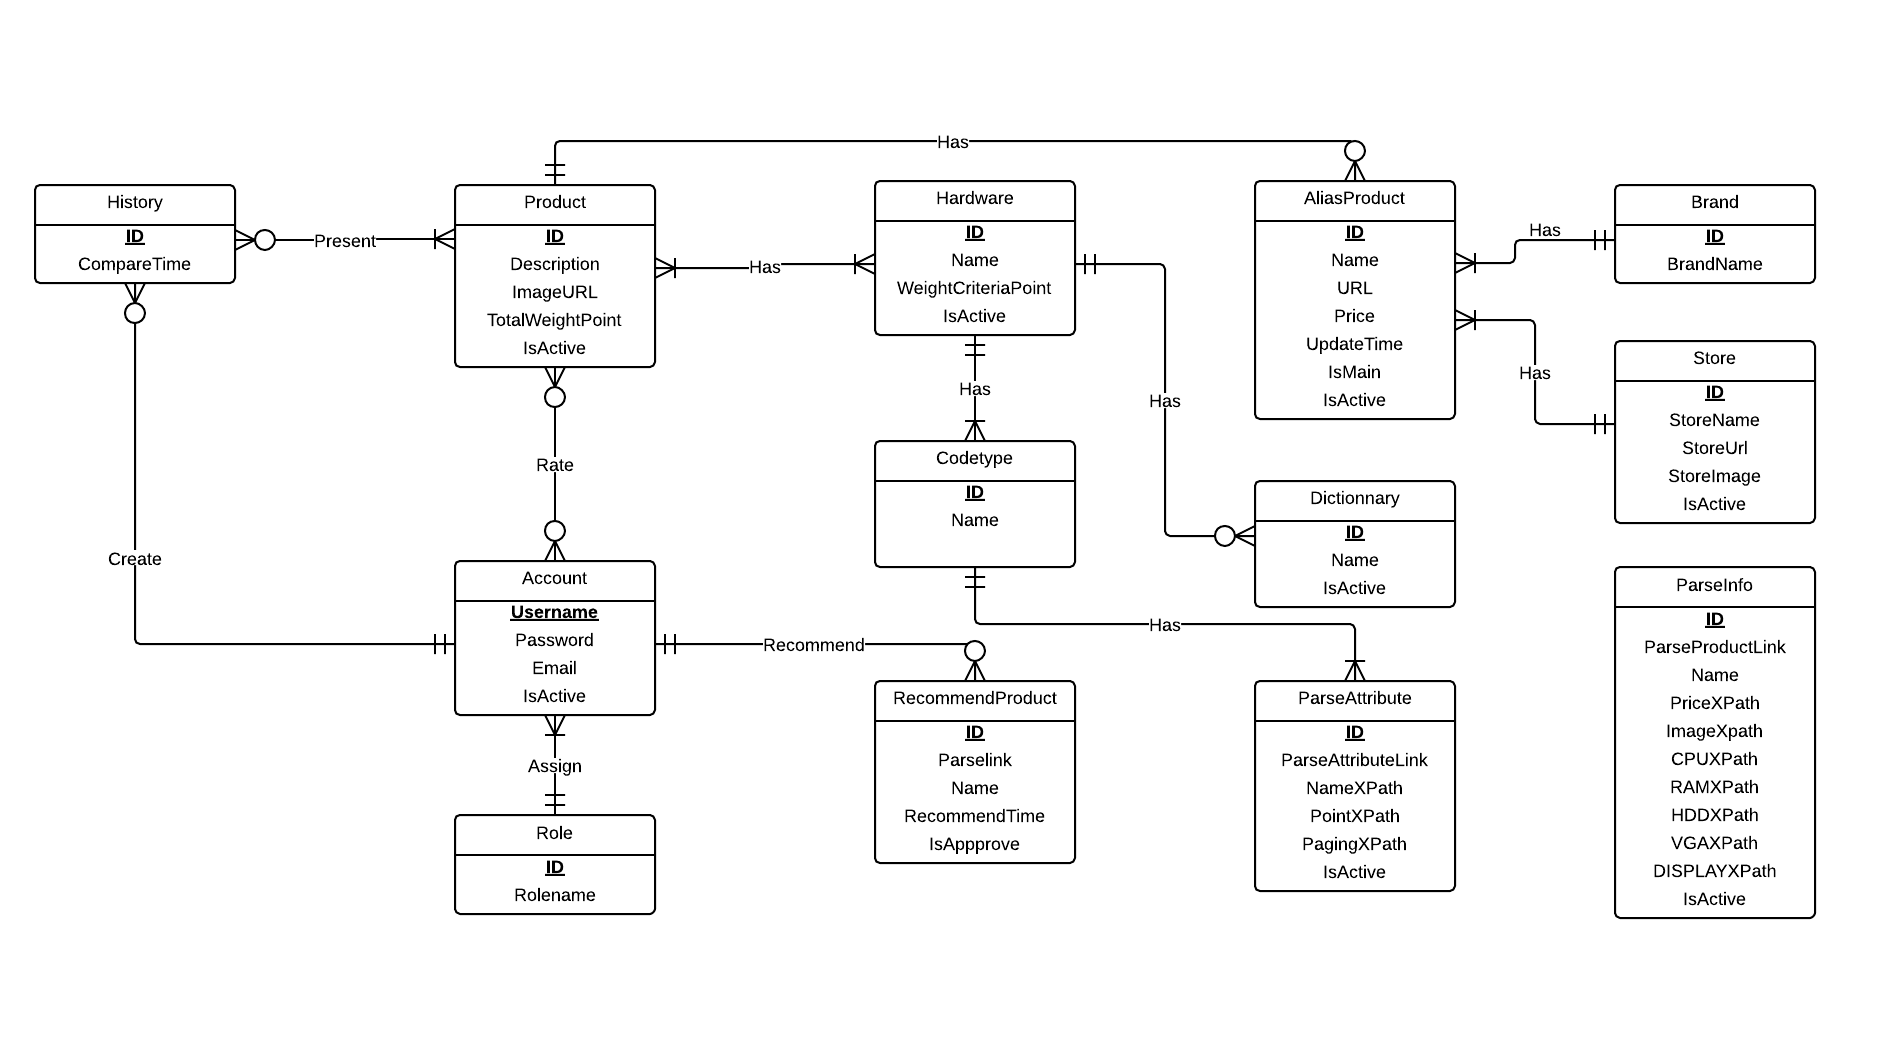 Has
History
ID
CompareTime
Present
Product
ID
Description
ImageURL
TotalWeightPoint
IsActive
Has
Hardware
ID
Name
WeightCriteriaPoint
IsActive
Has
Has
AliasProduct
ID
Name
URL
Price
UpdateTime
IsMain
IsActive
Has
Brand
ID
BrandName
Has
Store
ID
StoreName
StoreUrl
StoreImage
IsActive
Rate
Codetype
ID
Name
Dictionnary
ID
Name
IsActive
Create
Account
Username
Password
Email
IsActive
Recommend
Has
ParseInfo
ID
ParseProductLink
Name
PriceXPath
ImageXpath
CPUXPath
RAMXPath
HDDXPath
VGAXPath
DISPLAYXPath
IsActive
RecommendProduct
ID
Parselink
Name
RecommendTime
IsAppprove
ParseAttribute
ID
ParseAttributeLink
NameXPath
PointXPath
PagingXPath
IsActive
Assign
Role
ID
Rolename